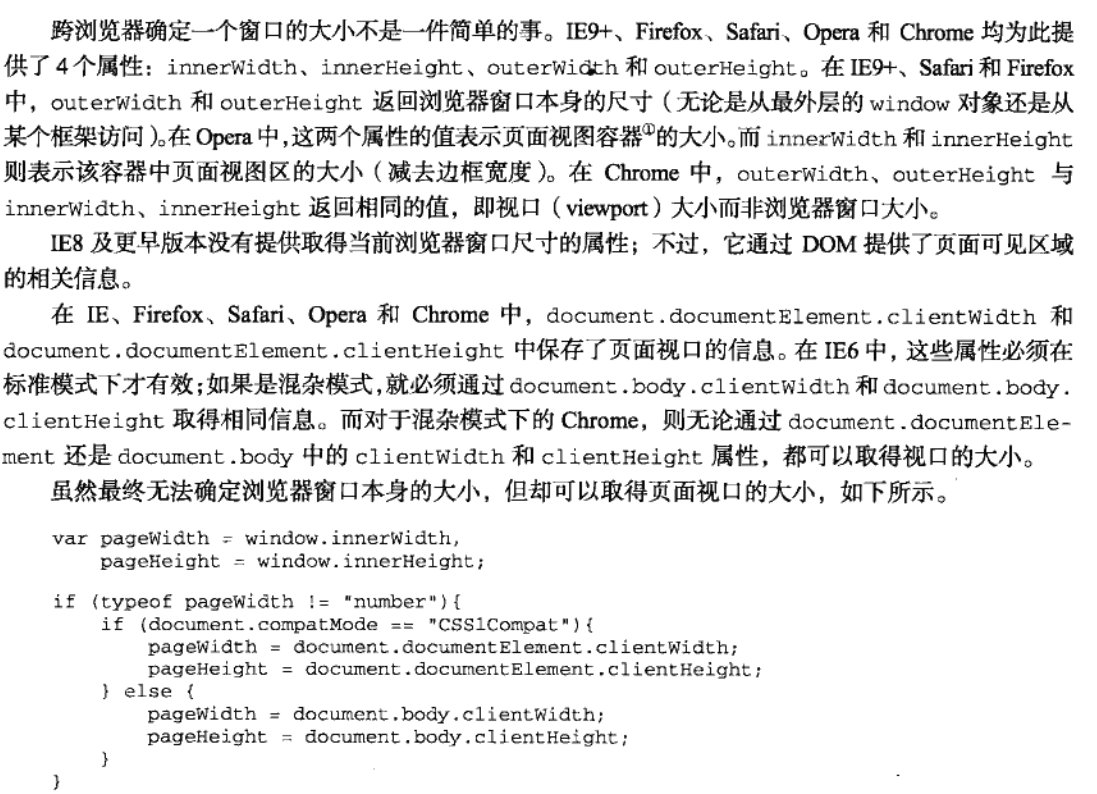 跨浏览器确定一个窗口的大小不是一件简单的事。IE9+、Firefox、Safari、Opera 和 Chrome 均为此提
供了4个属性：innerWidth、innerHeight、outerWidth 和 outerHeight。在 IE9+、Safari 和 Firefox
中，outerWidth 和 outerHeight 返回浏览器窗口本身的尺寸（无论是从最外层的 window 对象还是从
某个框架访问）。在 Opera 中，这两个属性的值表示页面视图容器①的大小。而 innerWidth 和 innerHeight
则表示该容器中页面视图区的大小（减去边框宽度）。在 Chrome 中，outerWidth、outerHeight 与
innerWidth、innerHeight 返回相同的值，即视口（viewport）大小而非浏览器窗口大小。
IE8 及更早版本没有提供取得当前浏览器窗口尺寸的属性；不过，它通过 DOM 提供了页面可见区域
的相关信息。
在 IE、Firefox、Safari、Opera 和 Chrome 中，document.documentElement.clientWidth 和
document.documentElement.clientHeight 中保存了页面视口的信息。在 IE6 中，这些属性必须在
标准模式下才有效；如果是混杂模式，就必须通过 document.body.clientWidth 和 document.body.
clientHeight 取得相同信息。而对于混杂模式下的 Chrome，则无论通过 document.documentEle-
ment 还是 document.body 中的 clientWidth 和 clientHeight 属性，都可以取得视口的大小。
虽然最终无法确定浏览器窗口本身的大小，但却可以取得页面视口的大小，如下所示。
var pageWidth = window.innerWidth,
pageHeight = window.innerHeight;
if (typeof pageWidth != "number"){
if (document.compatMode == "CSS1Compat"){
pageWidth = document.documentElement.clientWidth;
pageHeight = document.documentElement.clientHeight;
} else {
pageWidth = document.body.clientWidth;
pageHeight = document.body.clientHeight;
}
}